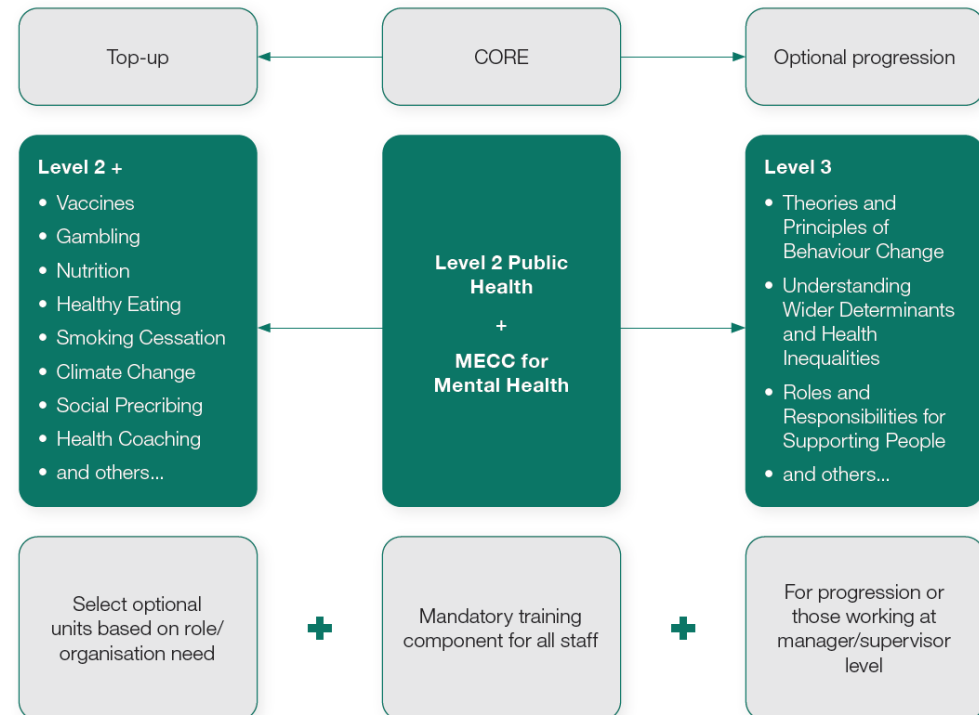 Top-up
CORE
Optional progression
Level 2 +
• Vaccines
• Gambling
• Nutrition
• Healthy Eating
• Smoking Cessation
• Climate Change
• Social Precribing
• Health Coaching
• and others...
Level 2 Public
Health
+
MECC for
Mental Health
Level 3
• Theories and
Principles of
Behaviour Change
• Understanding
Wider Determinants
and Health
Inequalities
• Roles and
Responsibilities for
Supporting People
• and others...
Select optional
units based on role/
organisation need
+
Mandatory training
component for all staff
+
For progression or
those working at
manager/supervisor
level